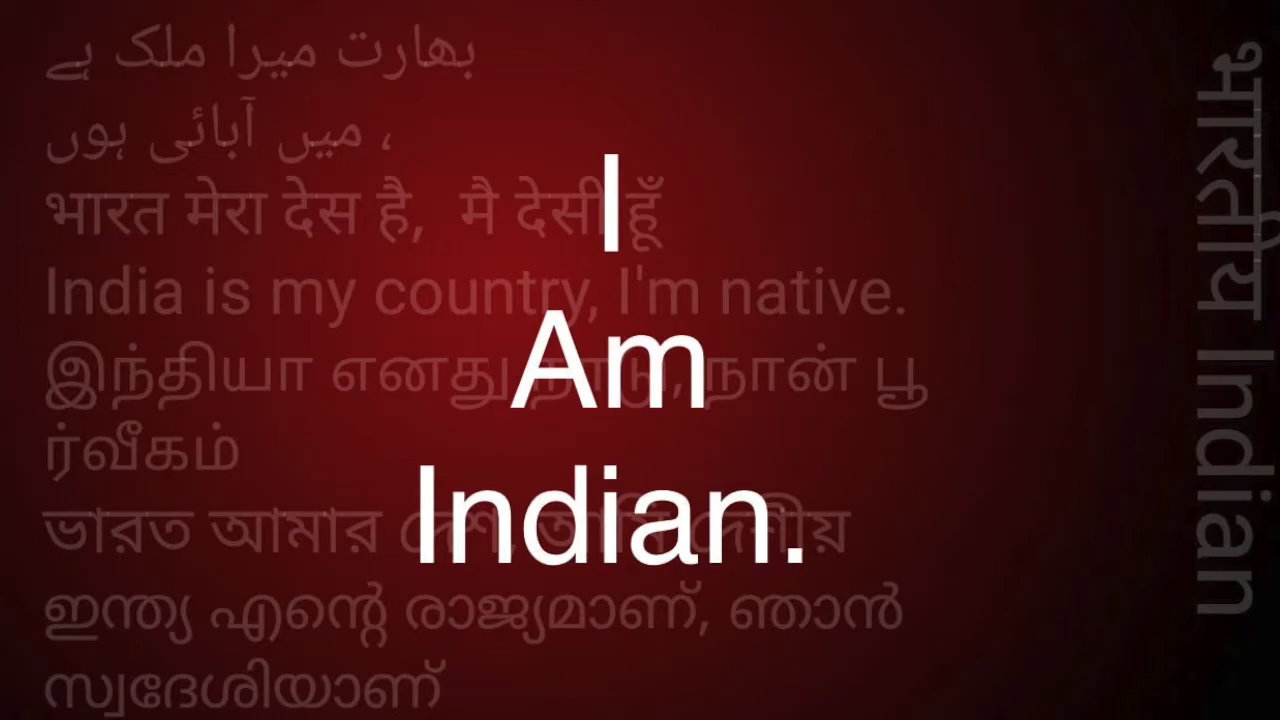 بھارت میرا ملک ہے
، میں آبائی ہوں
भारत मेरा देस है, मै देसी हूँ
India is my country, I'm native.
இந்தியா எனது நாடு, நான் பூ
ர்வீகம்
ভারত আমার দেশ, আমি দেশীয়
ഇന്ത്യ എന്റെ രാജ്യമാണ്, ഞാൻ
സ്വദേശിയാണ്
I
Am
Indian.
भारतीय Indian